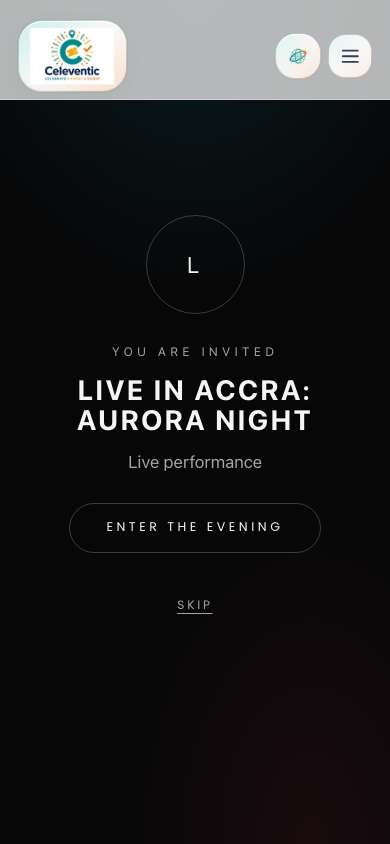 Celeventic
L
YOU ARE INVITED
LIVE IN ACCRA:
AURORA NIGHT
Live performance
ENTER THE EVENING
SKIP